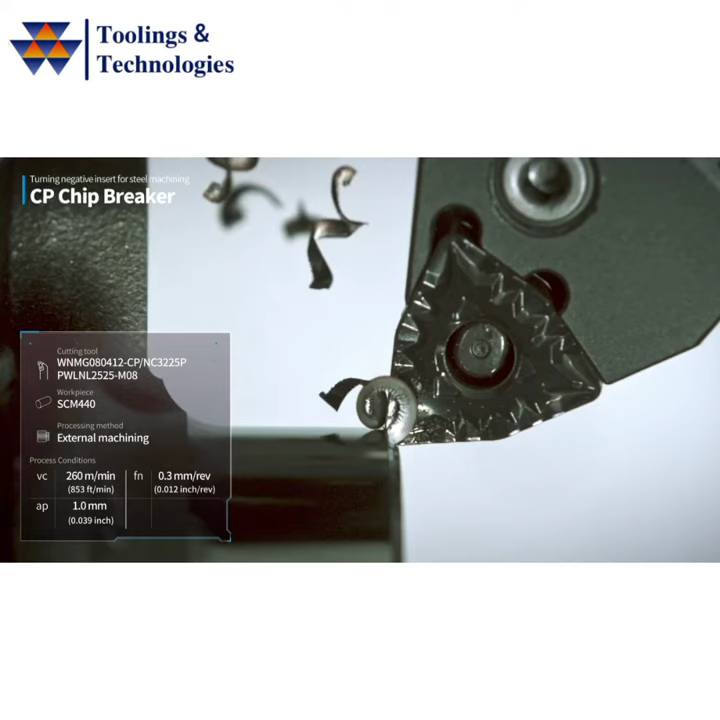 Toolings &
Technologies
Turning negative insert for steel machining
CP Chip Breaker
Cutting tool
WNMG080412-CP/NC3225P
PWLNL2525-M08
Workpiece
SCM440
Processing method
External machining
Process Conditions
vc 260 m/min fn 0.3 mm/rev
(853 ft/min) (0.012 inch/rev)
ap 1.0 mm
(0.039 inch)